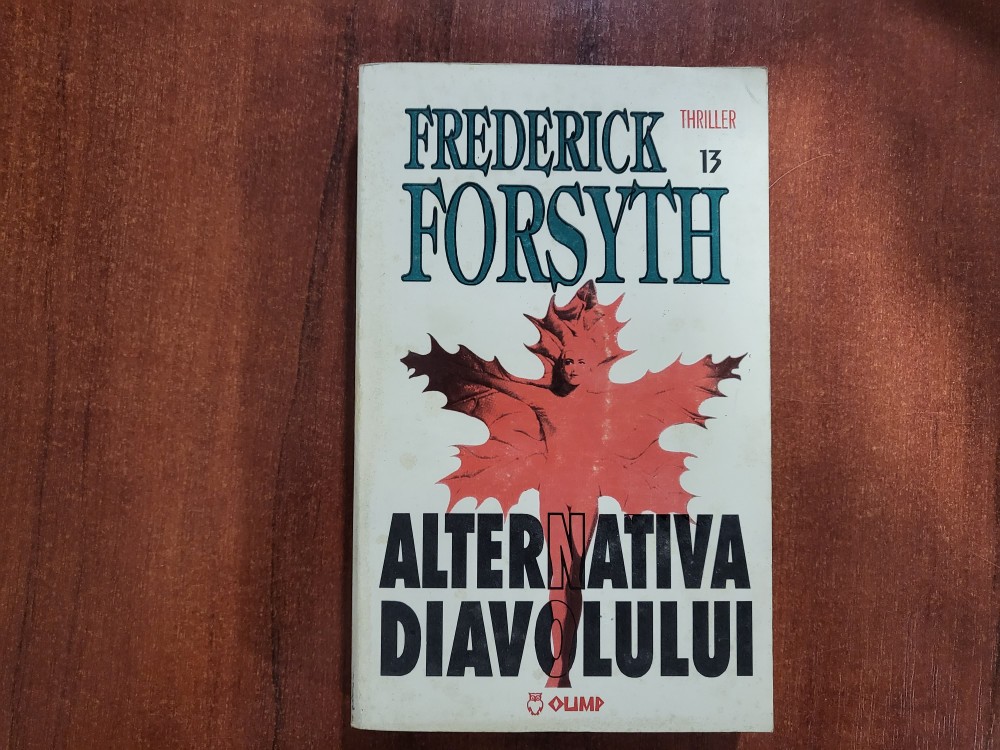 FREDERICK
THRILLER
13
FORSYTH
ALTERNATIVA
DIAVOLULUI
OLIMP